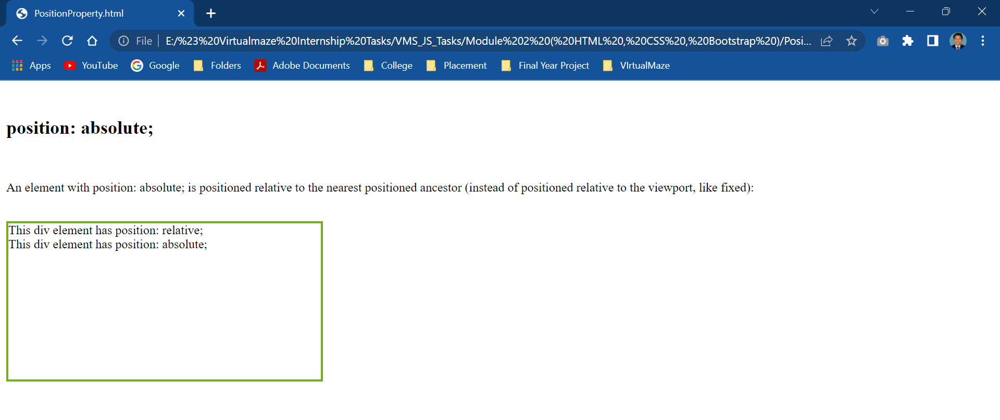 PositionProperty.html
File
E:/%23%20Virtualmaze%20Internship%20Tasks/VMS_JS_Tasks/Module%202%20(%20HTML%20,%20CSS%20,%20Bootstrap%20)/Posi...
Apps YouTube Google Folders Adobe Documents College Placement Final Year Project VIrtualMaze
position: absolute;
An element with position: absolute; is positioned relative to the nearest positioned ancestor (instead of positioned relative to the viewport, like fixed):
This div element has position: relative;
This div element has position: absolute;